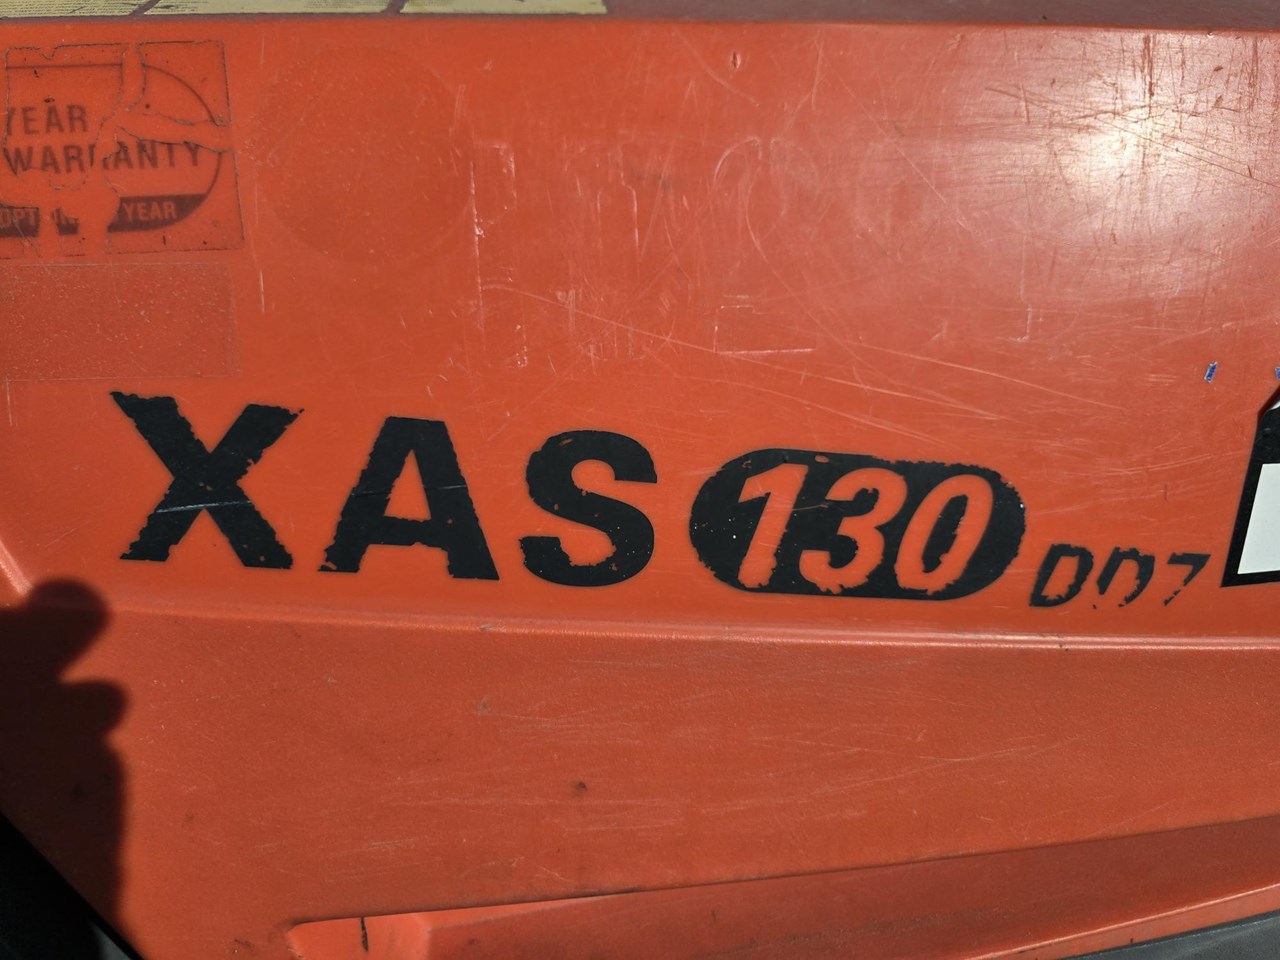 YEAR
WARRANTY
YEAR
XAS 130 DD7